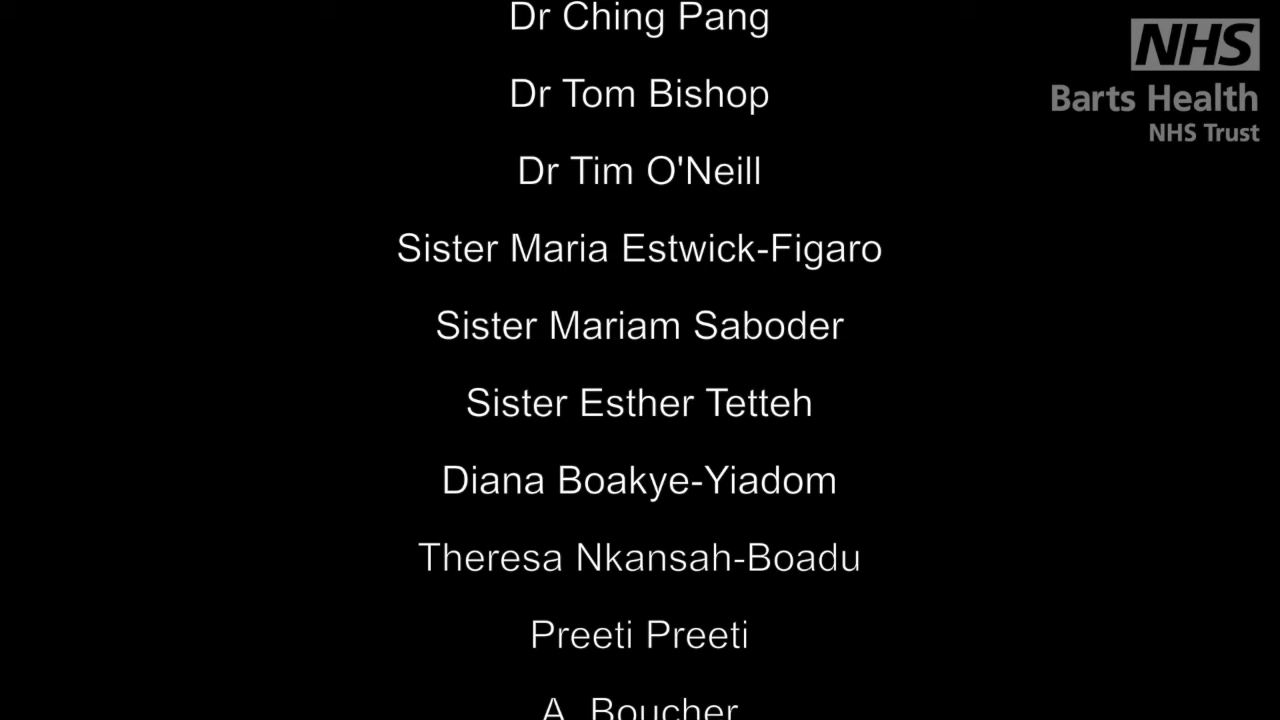 Dr Ching Pang
NHS
Dr Tom Bishop
Barts Health
NHS Trust
Dr Tim O'Neill
Sister Maria Estwick-Figaro
Sister Mariam Saboder
Sister Esther Tetteh
Diana Boakye-Yiadom
Theresa Nkansah-Boadu
Preeti Preeti
A. Boucher